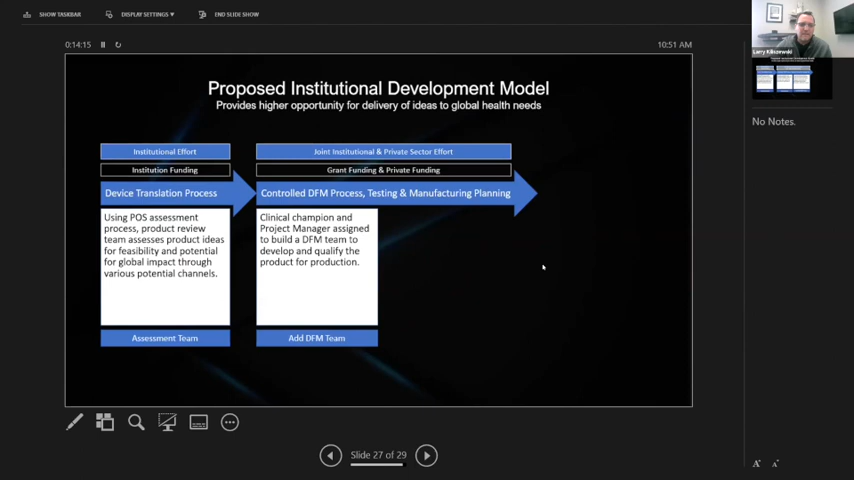 SHOW TASKBAR
DISPLAY SETTINGS
END SLIDE SHOW
0:14:15
10:51 AM
Proposed Institutional Development Model
Provides higher opportunity for delivery of ideas to global health needs
Institutional Effort
Institution Funding
Device Translation Process
Using POS assessment
process, product review
team assesses product ideas
for feasibility and potential
for global impact through
various potential channels.
Assessment Team
Joint Institutional & Private Sector Effort
Grant Funding & Private Funding
Controlled DFM Process, Testing & Manufacturing Planning
Clinical champion and
Project Manager assigned
to build a DFM team to
develop and qualify the
product for production.
Add DFM Team
Slide 27 of 29
Larry
No Notes.
A
A